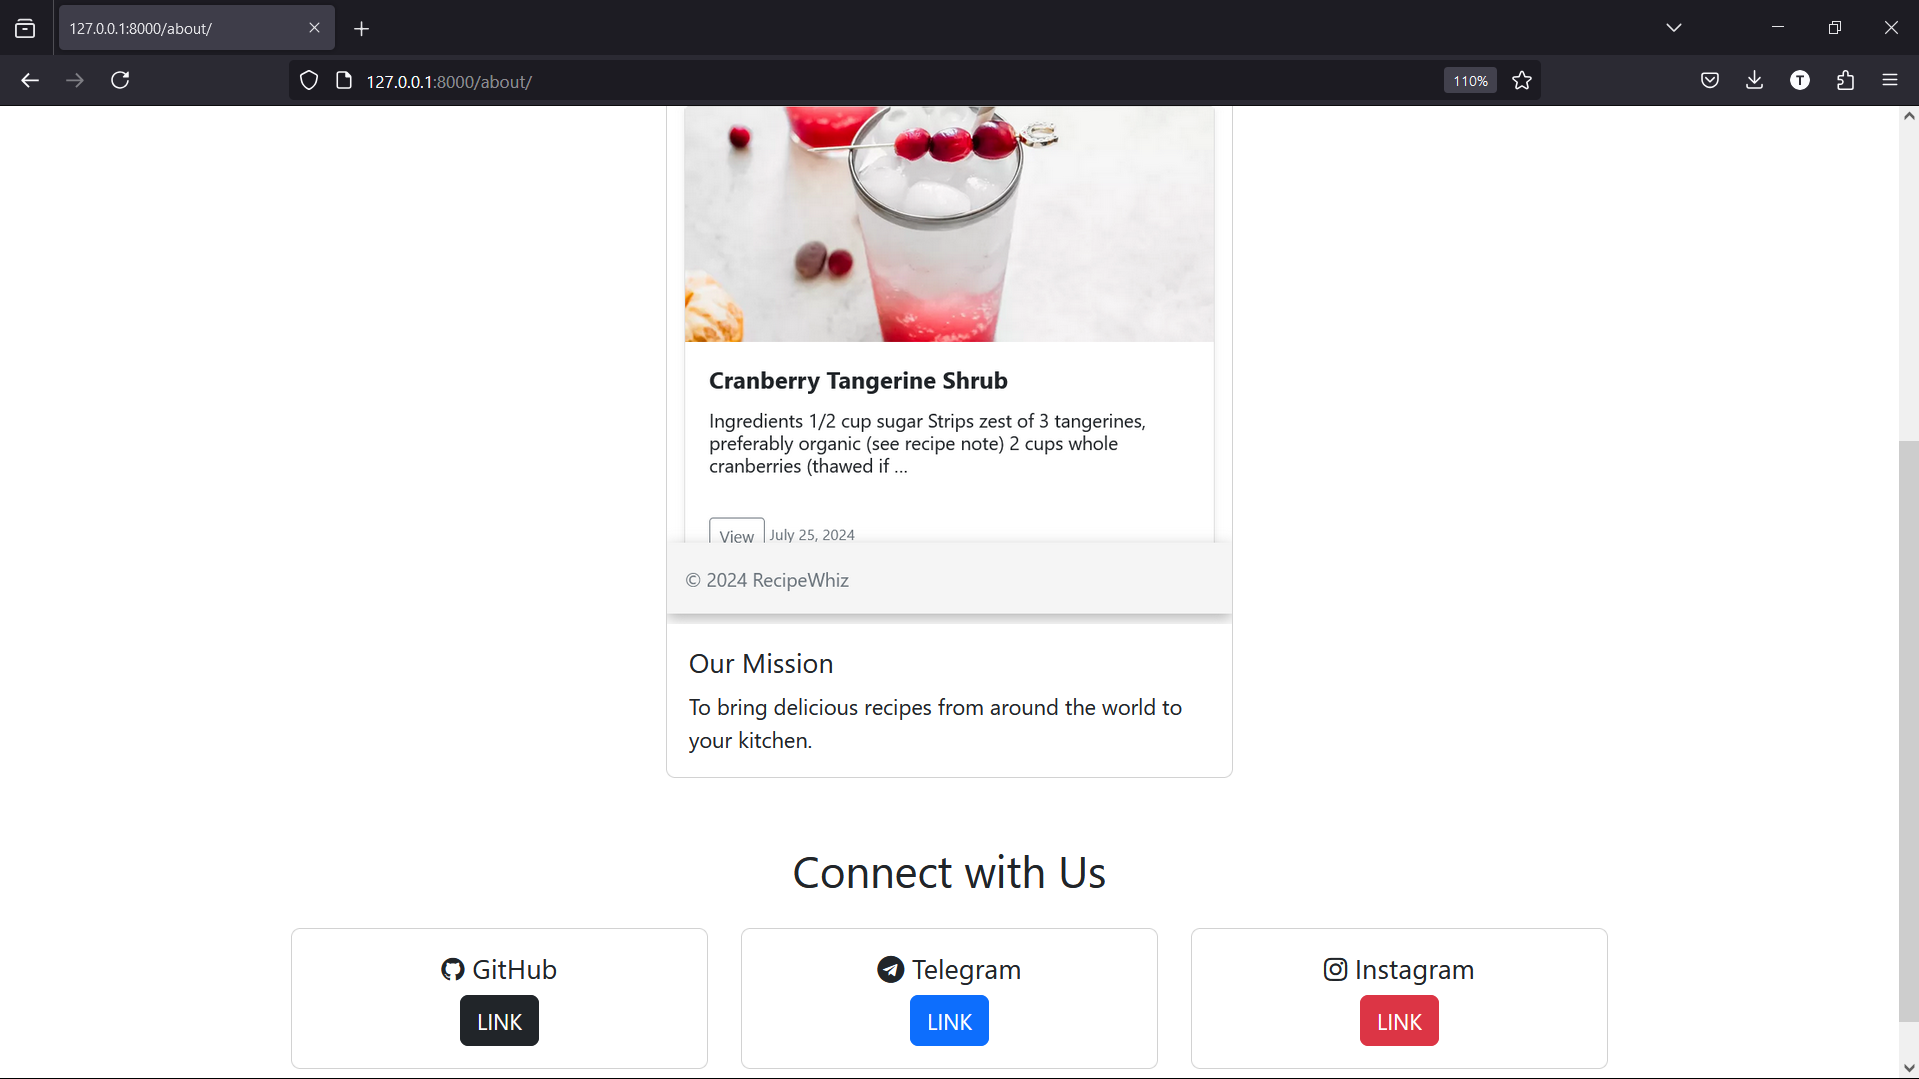 127.0.0.1:8000/about/
127.0.0.1:8000/about/
110%
T
Cranberry Tangerine Shrub
Ingredients 1/2 cup sugar Strips zest of 3 tangerines,
preferably organic (see recipe note) 2 cups whole
cranberries (thawed if ...
View July 25, 2024
© 2024 RecipeWhiz
Our Mission
To bring delicious recipes from around the world to
your kitchen.
Connect with Us
GitHub
LINK
Telegram
LINK
Instagram
LINK